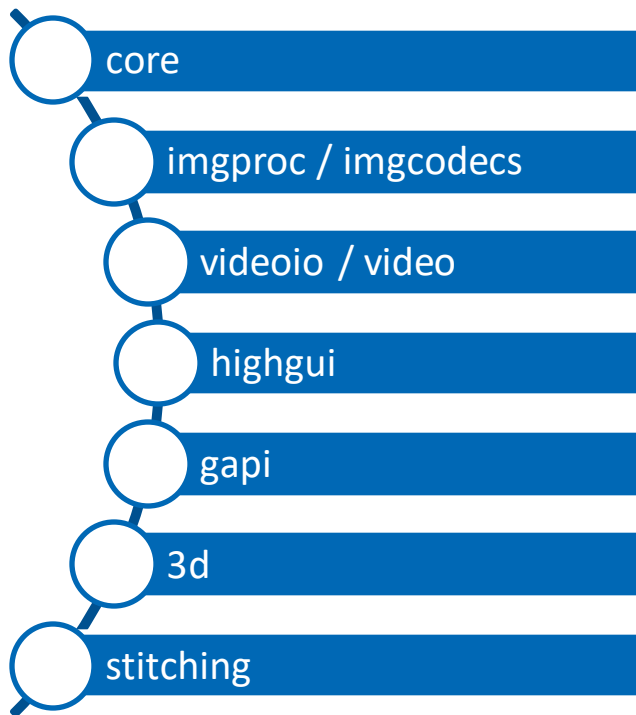 core
imgproc / imgcodecs
videoio / video
highgui
gapi
3d
stitching